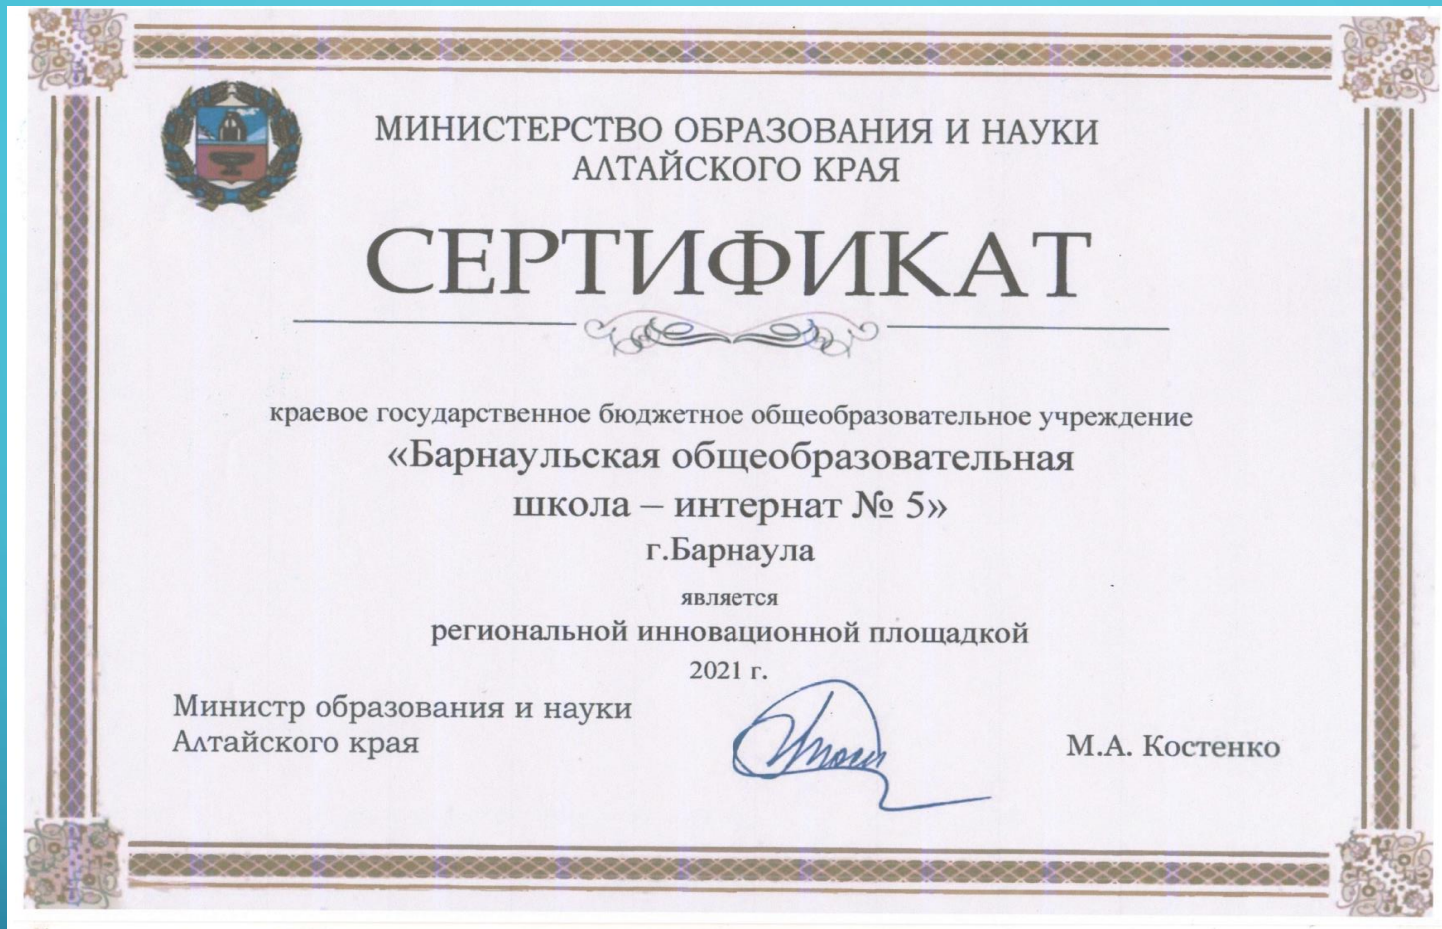 МИНИСТЕРСТВО ОБРАЗОВАНИЯ И НАУКИ
АЛТАЙСКОГО КРАЯ
СЕРТИФИКАТ
краевое государственное бюджетное общеобразовательное учреждение
«Барнаульская общеобразовательная
школа – интернат № 5»
г.Барнаула
является
региональной инновационной площадкой
2021 г.
Министр образования и науки
Алтайского края
М.А. Костенко